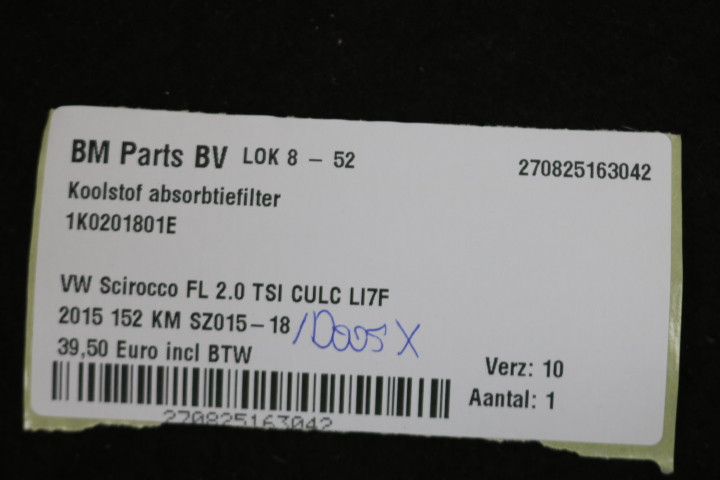 BM Parts BV LOK 8 - 52
270825163042
Koolstof absorbtiefilter
1K0201801E
VW Scirocco FL 2.0 TSI CULC LI7F
2015 152 KM SZ015-18 /Doos X
39,50 Euro incl BTW
Verz: 10
Aantal: 1
270825163042